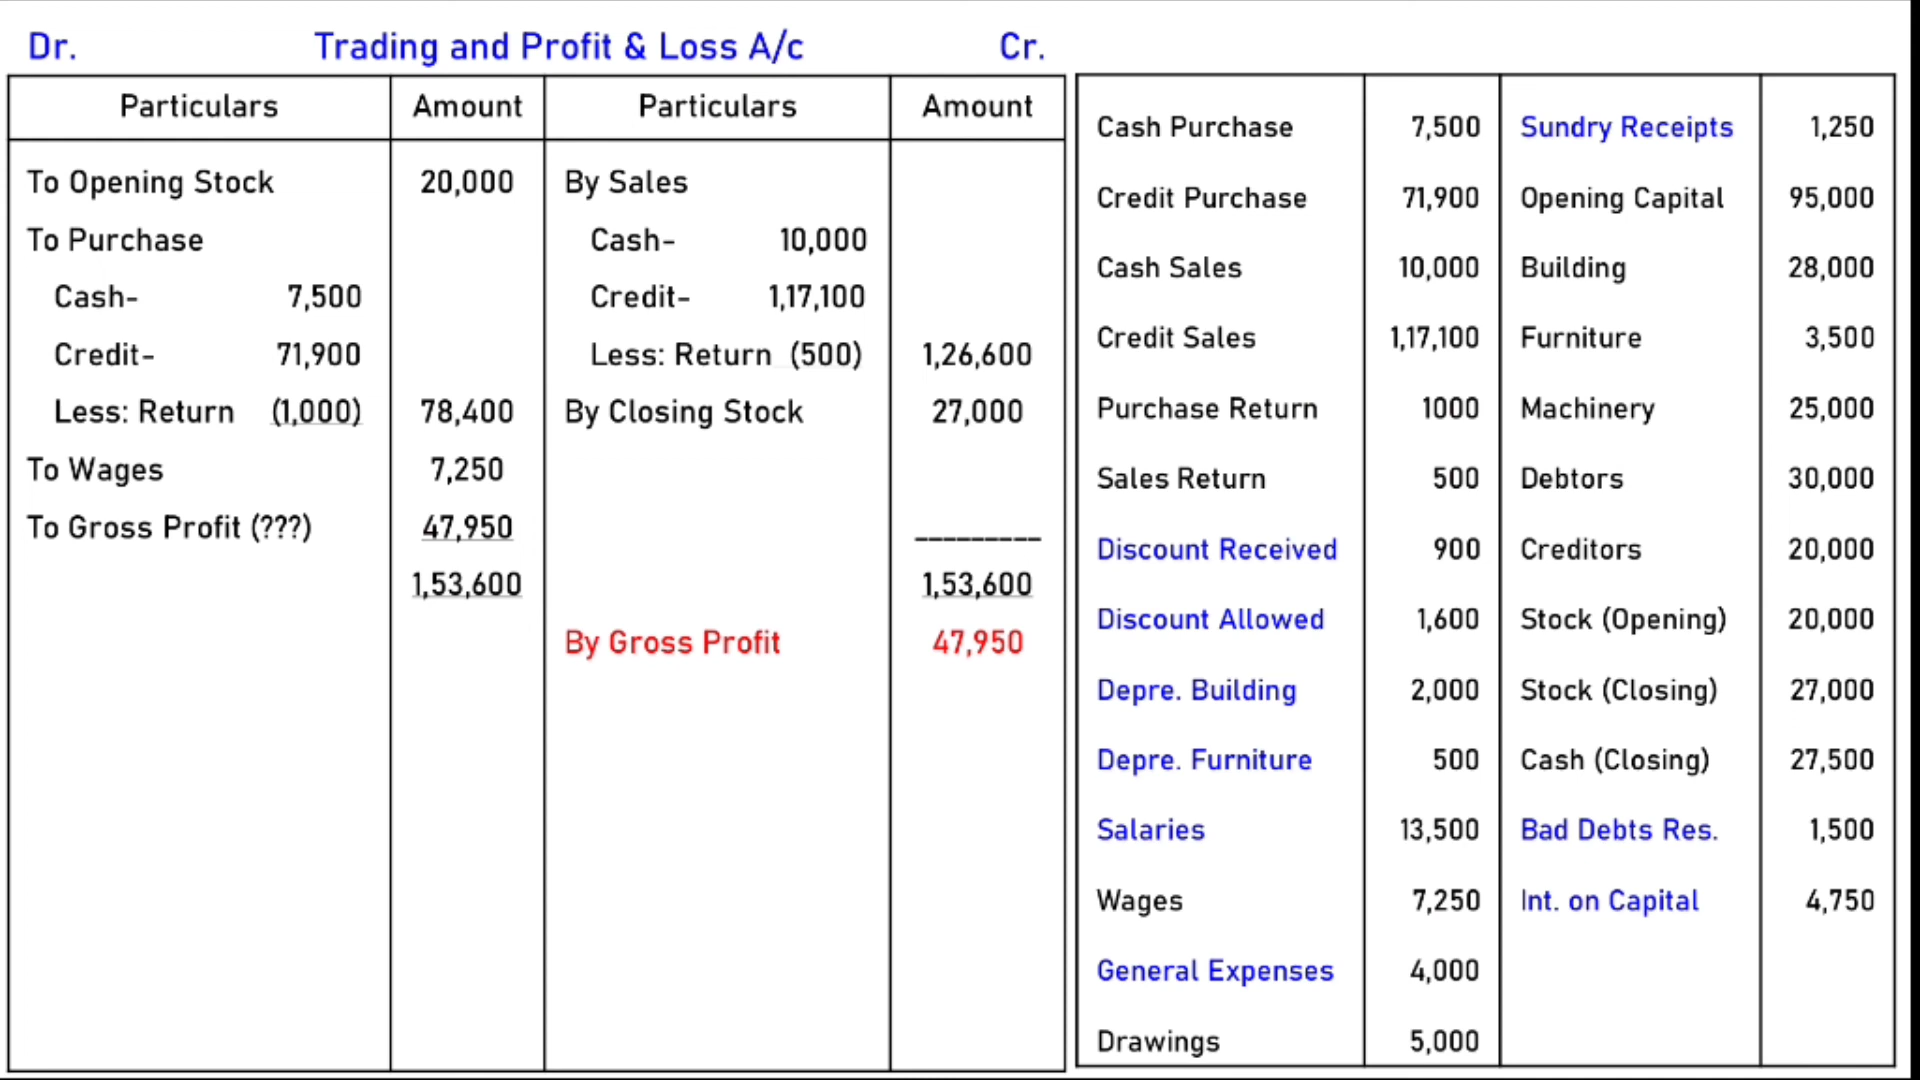 Dr. Trading and Profit & Loss A/c Cr.
Particulars Amount Particulars Amount
To Opening Stock 20,000 By Sales
To Purchase Cash- 10,000
Cash- 7,500 Credit- 1,17,100
Credit- 71,900 Less: Return (500) 1,26,600
Less: Return (1,000) 78,400 By Closing Stock 27,000
To Wages 7,250
To Gross Profit (???) 47,950
1,53,600 1,53,600
By Gross Profit 47,950
Cash Purchase 7,500 Sundry Receipts 1,250
Credit Purchase 71,900 Opening Capital 95,000
Cash Sales 10,000 Building 28,000
Credit Sales 1,17,100 Furniture 3,500
Purchase Return 1000 Machinery 25,000
Sales Return 500 Debtors 30,000
Discount Received 900 Creditors 20,000
Discount Allowed 1,600 Stock (Opening) 20,000
Depre. Building 2,000 Stock (Closing) 27,000
Depre. Furniture 500 Cash (Closing) 27,500
Salaries 13,500 Bad Debts Res. 1,500
Wages 7,250 Int. on Capital 4,750
General Expenses 4,000
Drawings 5,000